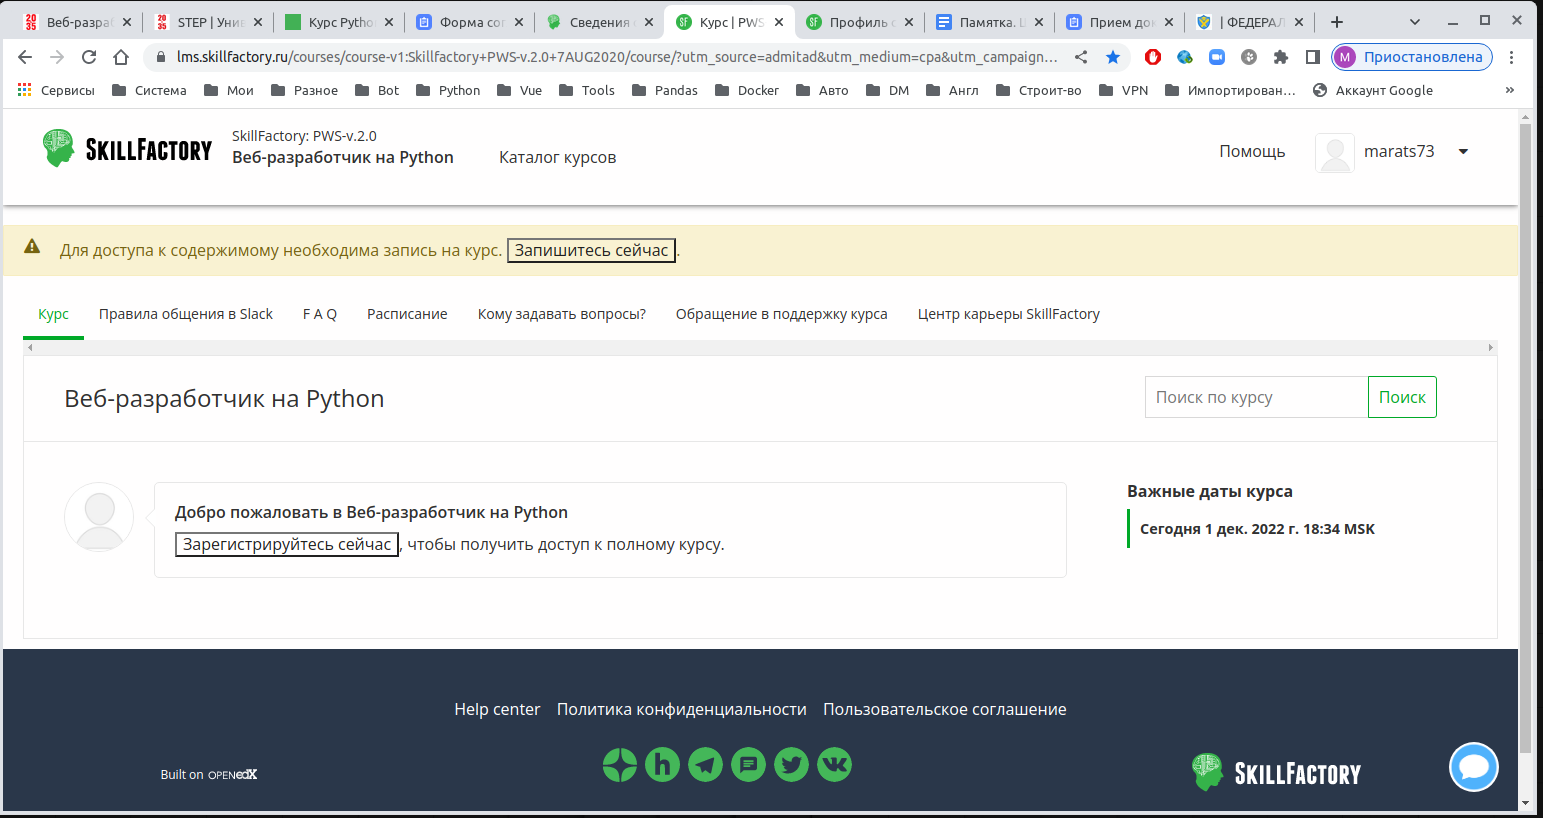 Веб-разраб
STEP | Унив
Курс Python
Форма сог
Сведения о
Курс | PWS
Профиль с
Памятка. Ц
Прием док
| ФЕДЕРАЛ
lms.skillfactory.ru/courses/course-v1:Skillfactory+PWS-v.2.0+7AUG2020/course/?utm_source=admitad&utm_medium=cpa&utm_campaign...
M Приостановлена
Сервисы Система Мои Разное Bot Python Vue Tools Pandas Docker Авто DM Англ Строит-во VPN Импортирован... Аккаунт Google »
SKILLFACTORY
SkillFactory: PWS-v.2.0
Веб-разработчик на Python
Каталог курсов
Помощь
marats73
Для доступа к содержимому необходима запись на курс. Запишитесь сейчас.
Курс Правила общения в Slack F A Q Расписание Кому задавать вопросы? Обращение в поддержку курса Центр карьеры SkillFactory
Веб-разработчик на Python
Поиск по курсу Поиск
Добро пожаловать в Веб-разработчик на Python
Зарегистрируйтесь сейчас, чтобы получить доступ к полному курсу.
Важные даты курса
Сегодня 1 дек. 2022 г. 18:34 MSK
Help center Политика конфиденциальности Пользовательское соглашение
Built on OPEN edX
SKILLFACTORY